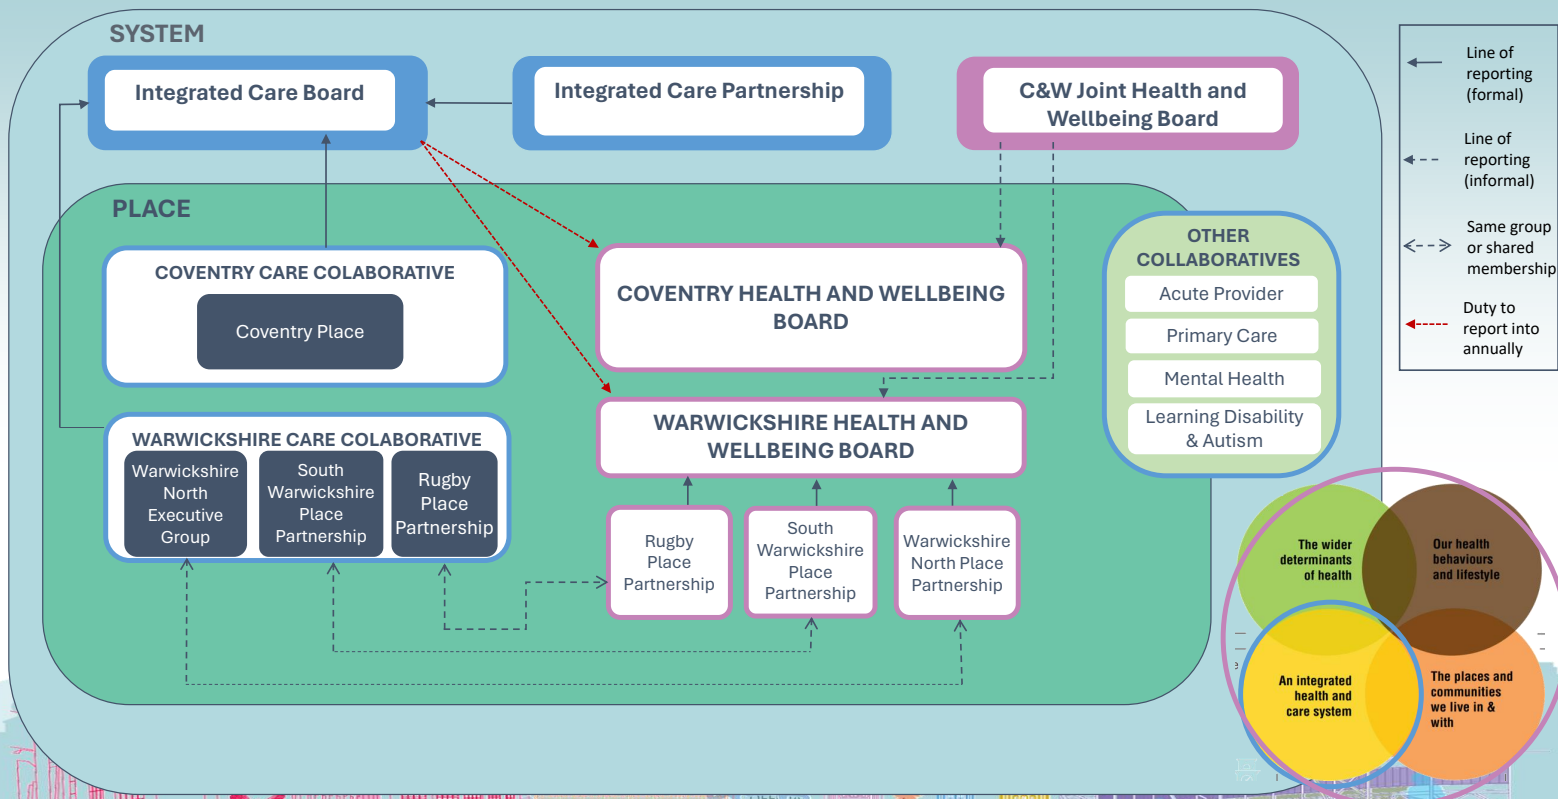 SYSTEM
Integrated Care Board
Integrated Care Partnership
C&W Joint Health and
Wellbeing Board
Line of
reporting
(formal)
Line of
reporting
(informal)
Same group
or shared
membership
Duty to
report into
annually
PLACE
COVENTRY CARE COLABORATIVE
Coventry Place
COVENTRY HEALTH AND WELLBEING
BOARD
OTHER
COLLABORATIVES
Acute Provider
Primary Care
Mental Health
Learning Disability
& Autism
WARWICKSHIRE CARE COLABORATIVE
Warwickshire
North
Executive
Group
South
Warwickshire
Place
Partnership
Rugby
Place
Partnership
WARWICKSHIRE HEALTH AND
WELLBEING BOARD
Rugby
Place
Partnership
South
Warwickshire
Place
Partnership
Warwickshire
North Place
Partnership
The wider
determinants
of health
Our health
behaviours
and lifestyle
An integrated
health and
care system
The places and
communities
we live in &
with